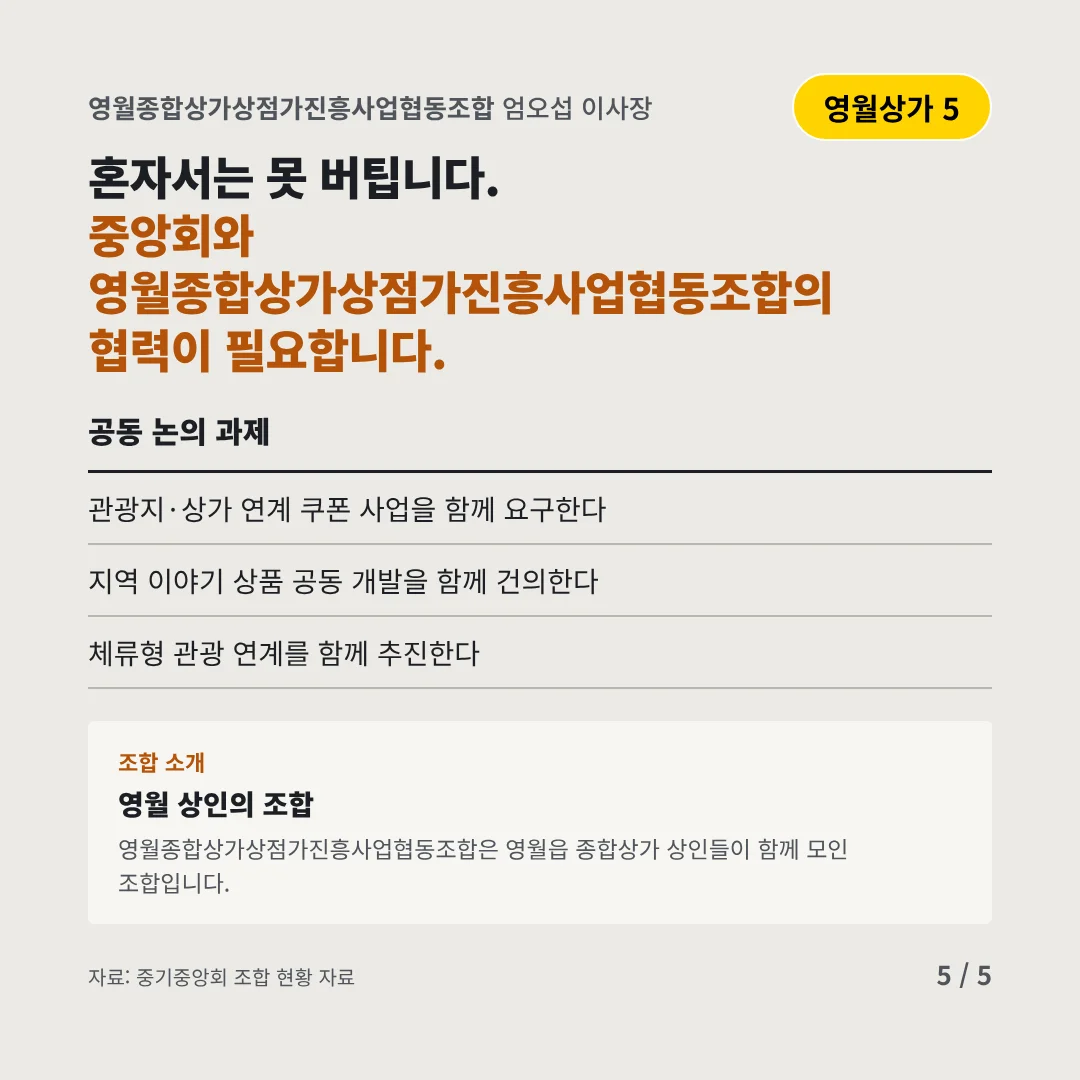 영월종합상가상점가진흥사업협동조합 엄오섭 이사장
영월상가 5
혼자서는 못 버팁니다.
중앙회와
영월종합상가상점가진흥사업협동조합의
협력이 필요합니다.
공동 논의 과제
관광지·상가 연계 쿠폰 사업을 함께 요구한다
지역 이야기 상품 공동 개발을 함께 건의한다
체류형 관광 연계를 함께 추진한다
조합 소개
영월 상인의 조합
영월종합상가상점가진흥사업협동조합은 영월읍 종합상가 상인들이 함께 모인
조합입니다.
자료: 중기중앙회 조합 현황 자료
5 / 5